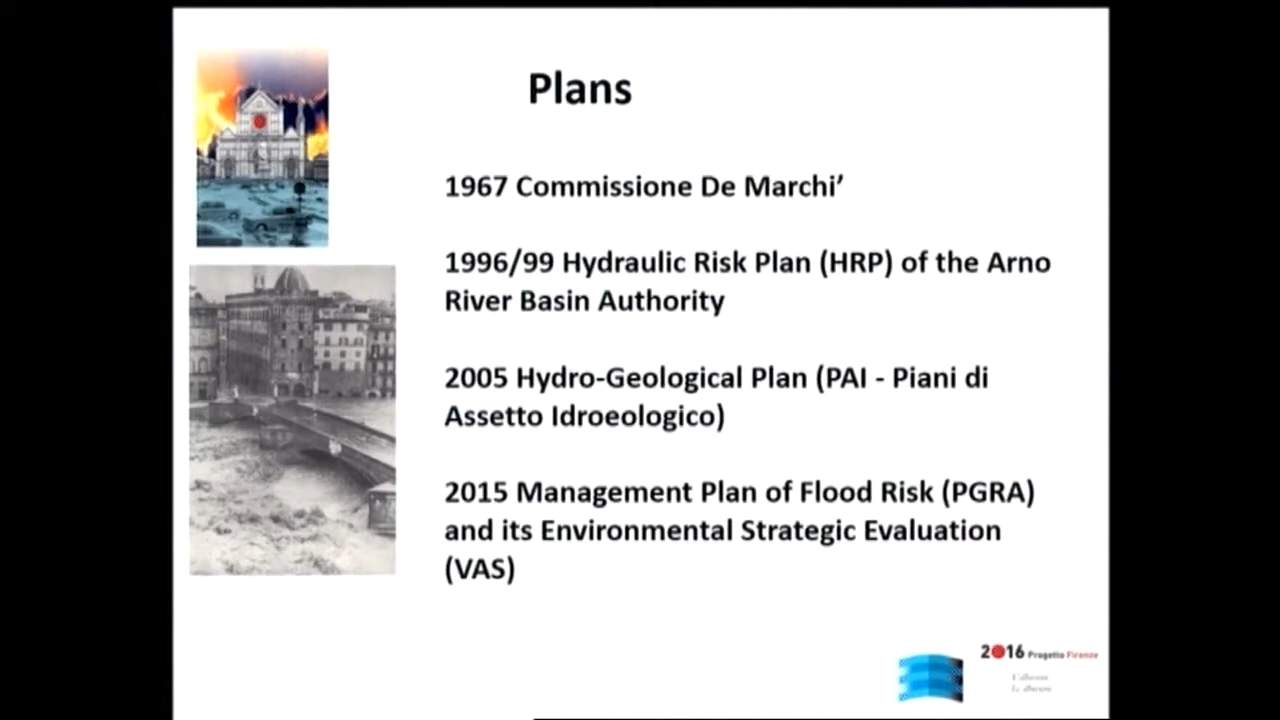 Plans
1967 Commissione De Marchi’
1996/99 Hydraulic Risk Plan (HRP) of the Arno
River Basin Authority
2005 Hydro-Geological Plan (PAI - Piani di
Assetto Idroeologico)
2015 Management Plan of Flood Risk (PGRA)
and its Environmental Strategic Evaluation
(VAS)
2016 Progetto Firenze